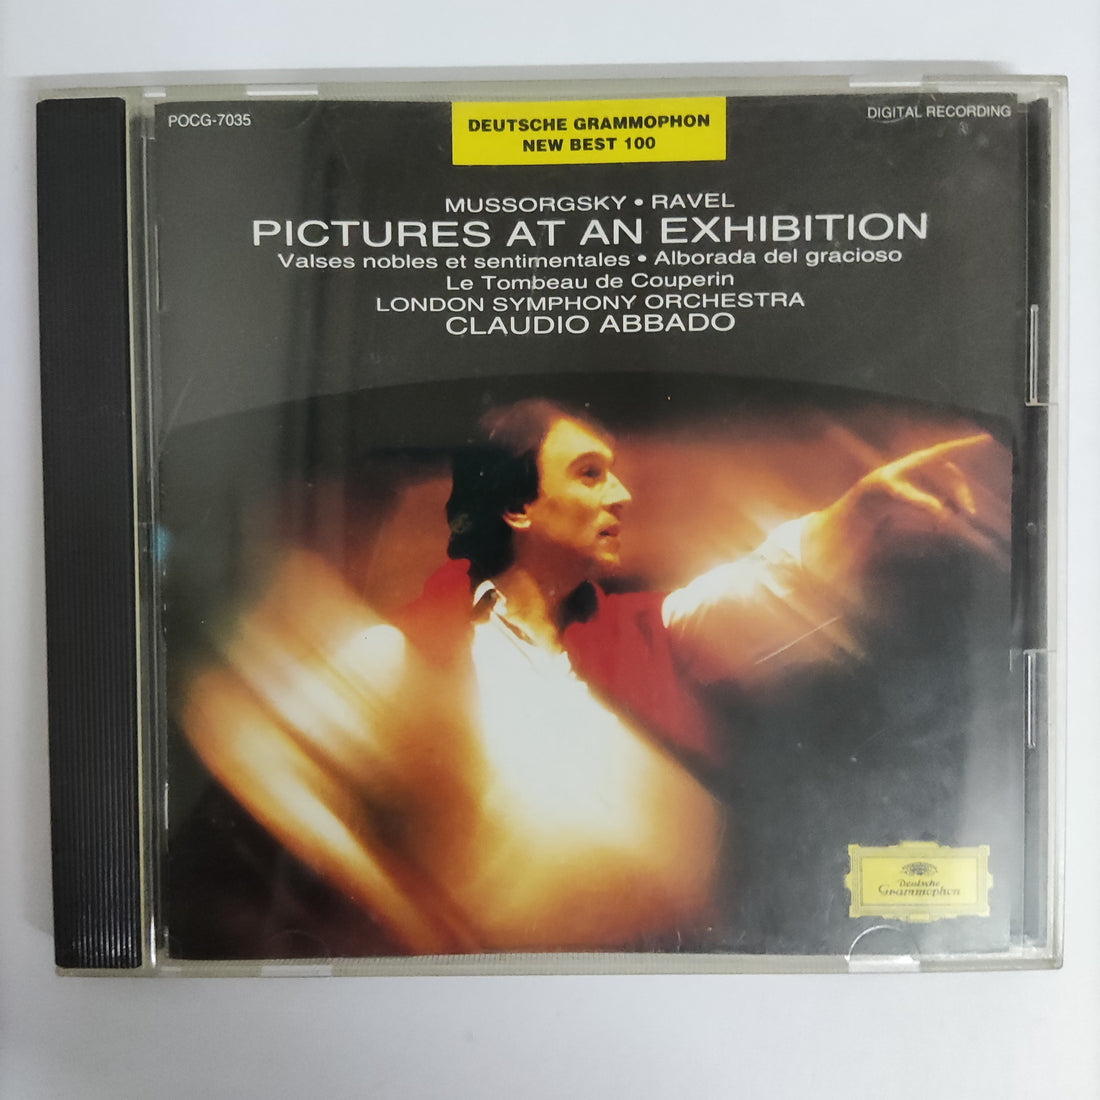 POCG-7035
DEUTSCHE GRAMMOPHON
NEW BEST 100
DIGITAL RECORDING
MUSSORGSKY • RAVEL
PICTURES AT AN EXHIBITION
Valses nobles et sentimentales • Alborada del gracioso
Le Tombeau de Couperin
LONDON SYMPHONY ORCHESTRA
CLAUDIO ABBADO
Deutsche
Grammophon